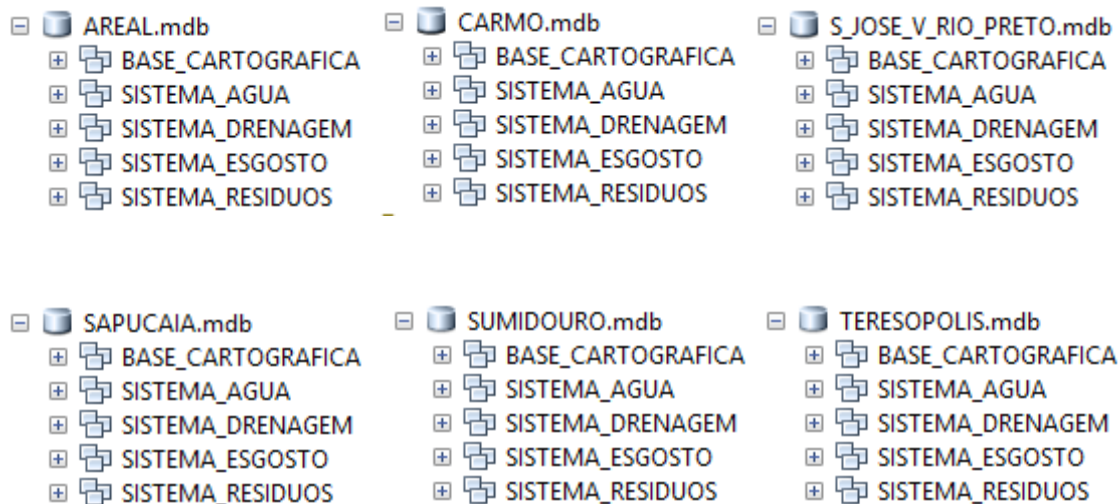 AREAL.mdb
BASE_CARTOGRAFICA
SISTEMA_AGUA
SISTEMA_DRENAGEM
SISTEMA_ESGOSTO
SISTEMA_RESIDUOS
CARMO.mdb
BASE_CARTOGRAFICA
SISTEMA_AGUA
SISTEMA_DRENAGEM
SISTEMA_ESGOSTO
SISTEMA_RESIDUOS
S_JOSE_V_RIO_PRETO.mdb
BASE_CARTOGRAFICA
SISTEMA_AGUA
SISTEMA_DRENAGEM
SISTEMA_ESGOSTO
SISTEMA_RESIDUOS
SAPUCAIA.mdb
BASE_CARTOGRAFICA
SISTEMA_AGUA
SISTEMA_DRENAGEM
SISTEMA_ESGOSTO
SISTEMA_RESIDUOS
SUMIDOURO.mdb
BASE_CARTOGRAFICA
SISTEMA_AGUA
SISTEMA_DRENAGEM
SISTEMA_ESGOSTO
SISTEMA_RESIDUOS
TERESOPOLIS.mdb
BASE_CARTOGRAFICA
SISTEMA_AGUA
SISTEMA_DRENAGEM
SISTEMA_ESGOSTO
SISTEMA_RESIDUOS